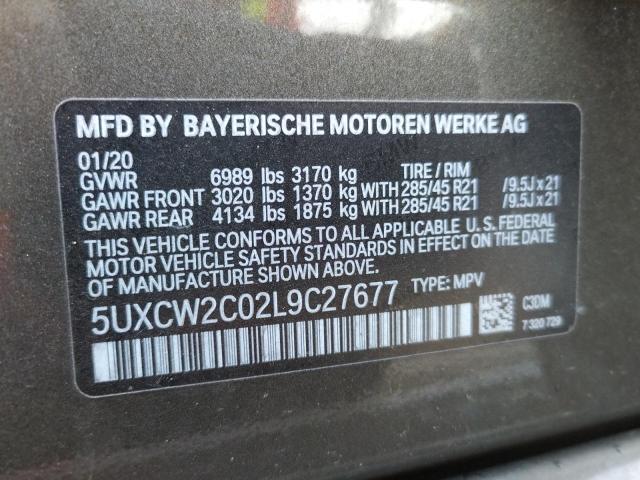 MFD BY BAYERISCHE MOTOREN WERKE AG
01/20
GVWR 6989 lbs 3170 kg TIRE / RIM
GAWR FRONT 3020 lbs 1370 kg WITH 285/45 R21 / 9.5J x 21
GAWR REAR 4134 lbs 1875 kg WITH 285/45 R21 / 9.5J x 21
THIS VEHICLE CONFORMS TO ALL APPLICABLE U. S. FEDERAL
MOTOR VEHICLE SAFETY STANDARDS IN EFFECT ON THE DATE
OF MANUFACTURE SHOWN ABOVE.
5UXCW2C02L9C27677 TYPE: MPV
C3DM
7 320 729